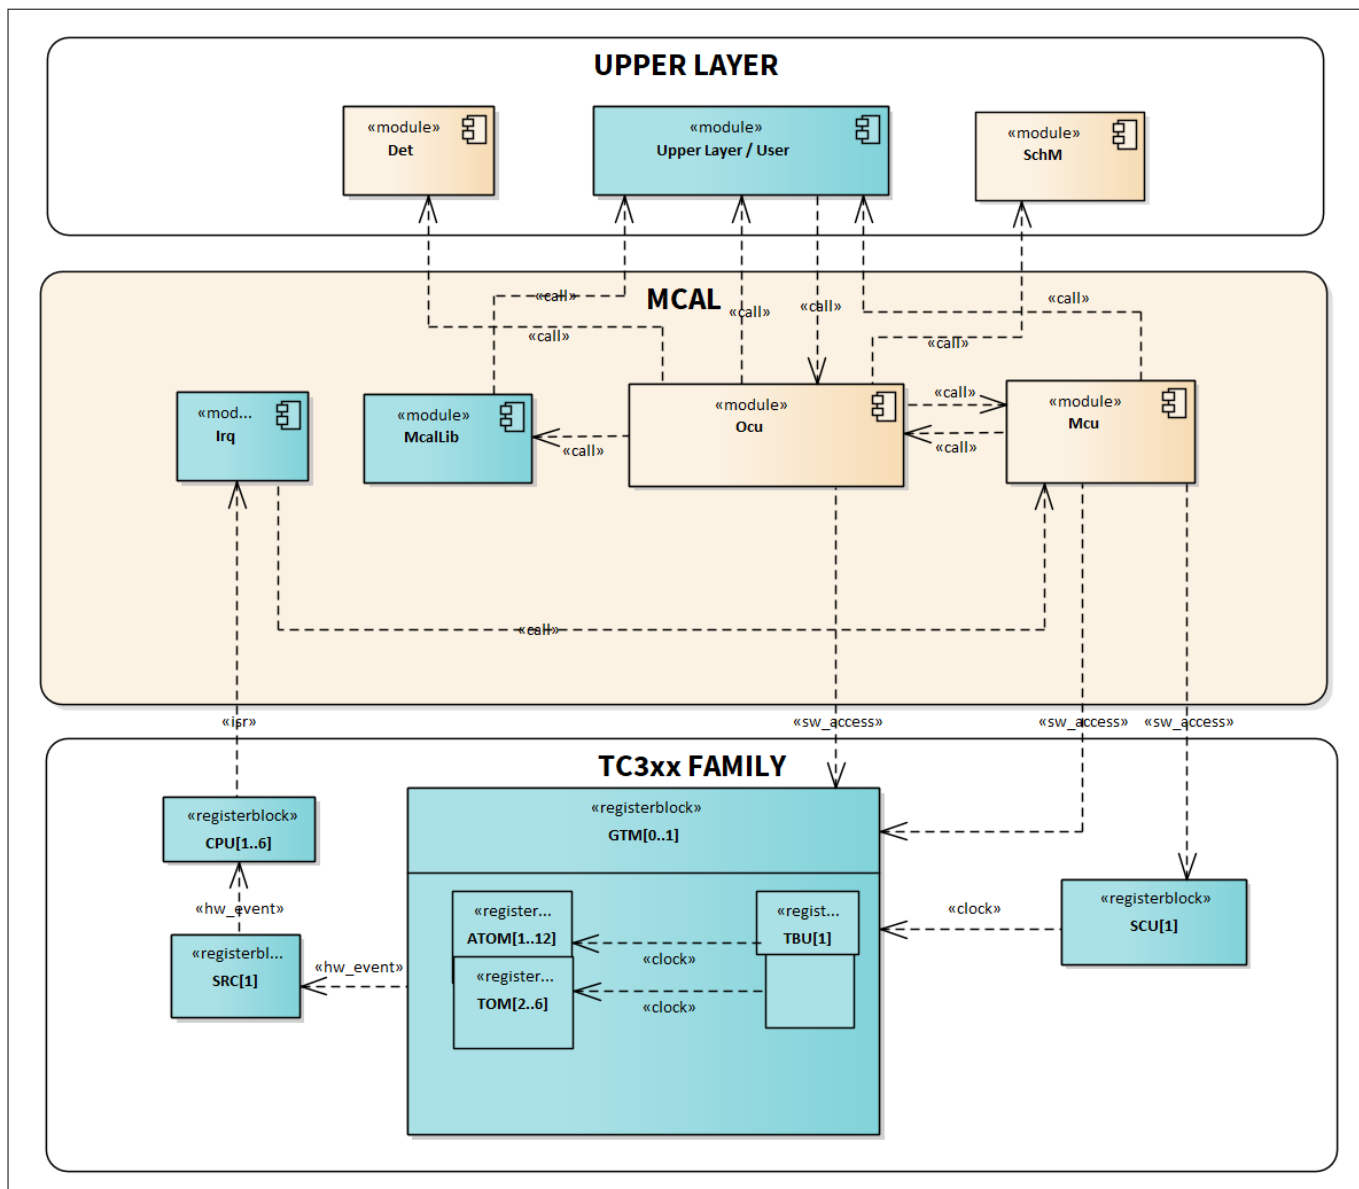 UPPER LAYER
«module»
Det
«module»
Upper Layer / User
«module»
SchM
MCAL
«call»
«call»
«call»
«call»
«call»
«call»
«mod...
Irq
«module»
McalLib
«module»
Ocu
«module»
Mcu
«call»
«call»
«call»
«call»
«isr»
«sw_access»
«sw_access»
«sw_access»
TC3xx FAMILY
«registerblock»
CPU[1..6]
«registerblock»
GTM[0..1]
«hw_event»
«registerbl...
SRC[1]
«hw_event»
«register...
ATOM[1..12]
«regist...
TBU[1]
«clock»
«register...
TOM[2..6]
«clock»
«clock»
«registerblock»
SCU[1]